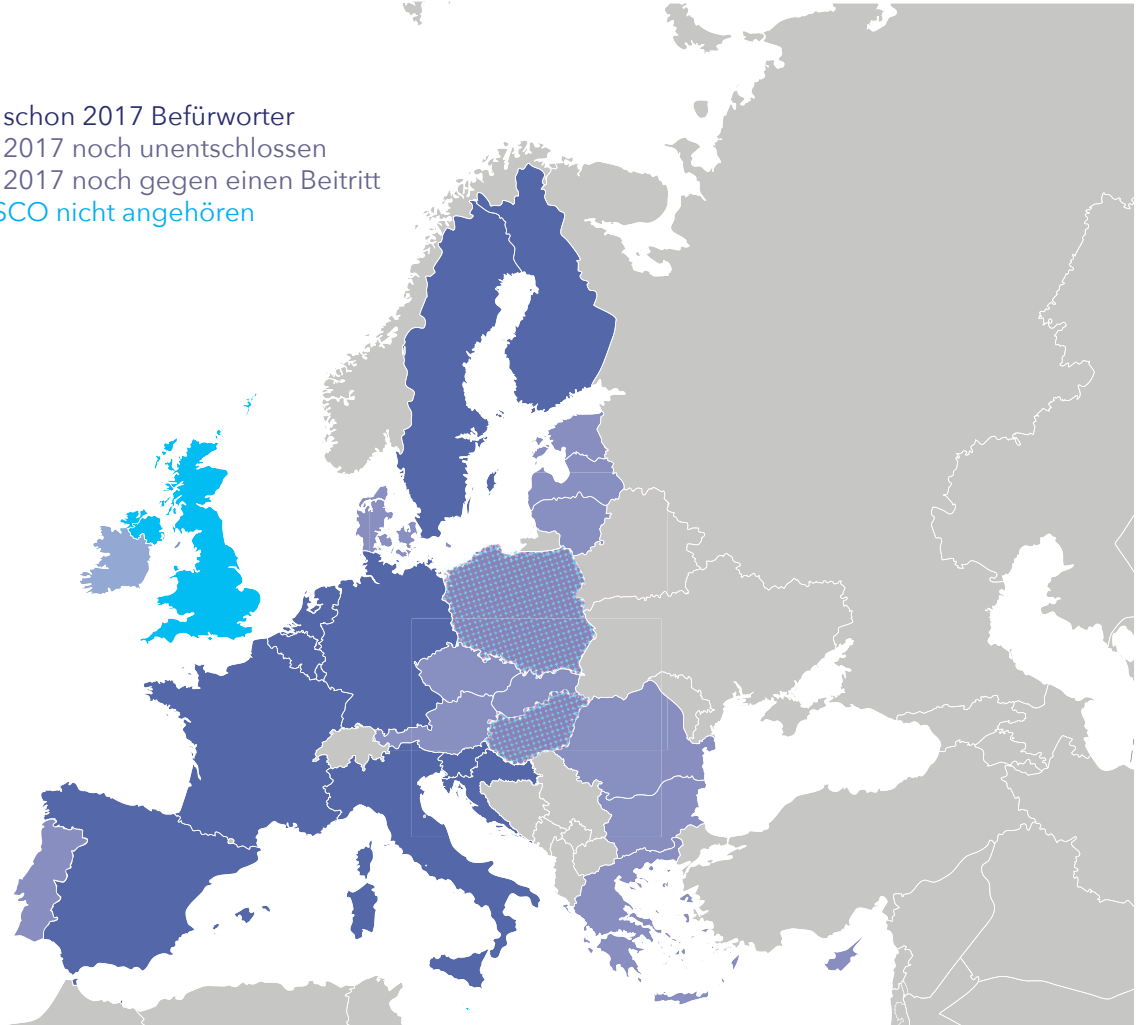 schon 2017 Befürworter
2017 noch unentschlossen
2017 noch gegen einen Beitritt
SCO nicht angehören